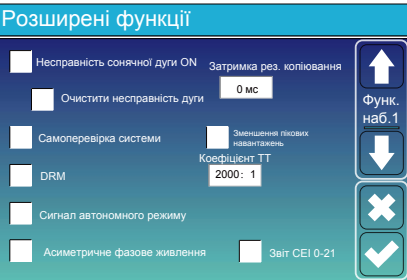 Розширені функції
Несправність сонячної дуги ON
Затримка рез. копіювання
0 мс
Очистити несправність дуги
Функ.
наб.1
Самоперевірка системи
Зменшення пікових
навантажень
Коефіцієнт ТТ
2000: 1
DRM
Сигнал автономного режиму
Асиметричне фазове живлення
Звіт CEI 0-21